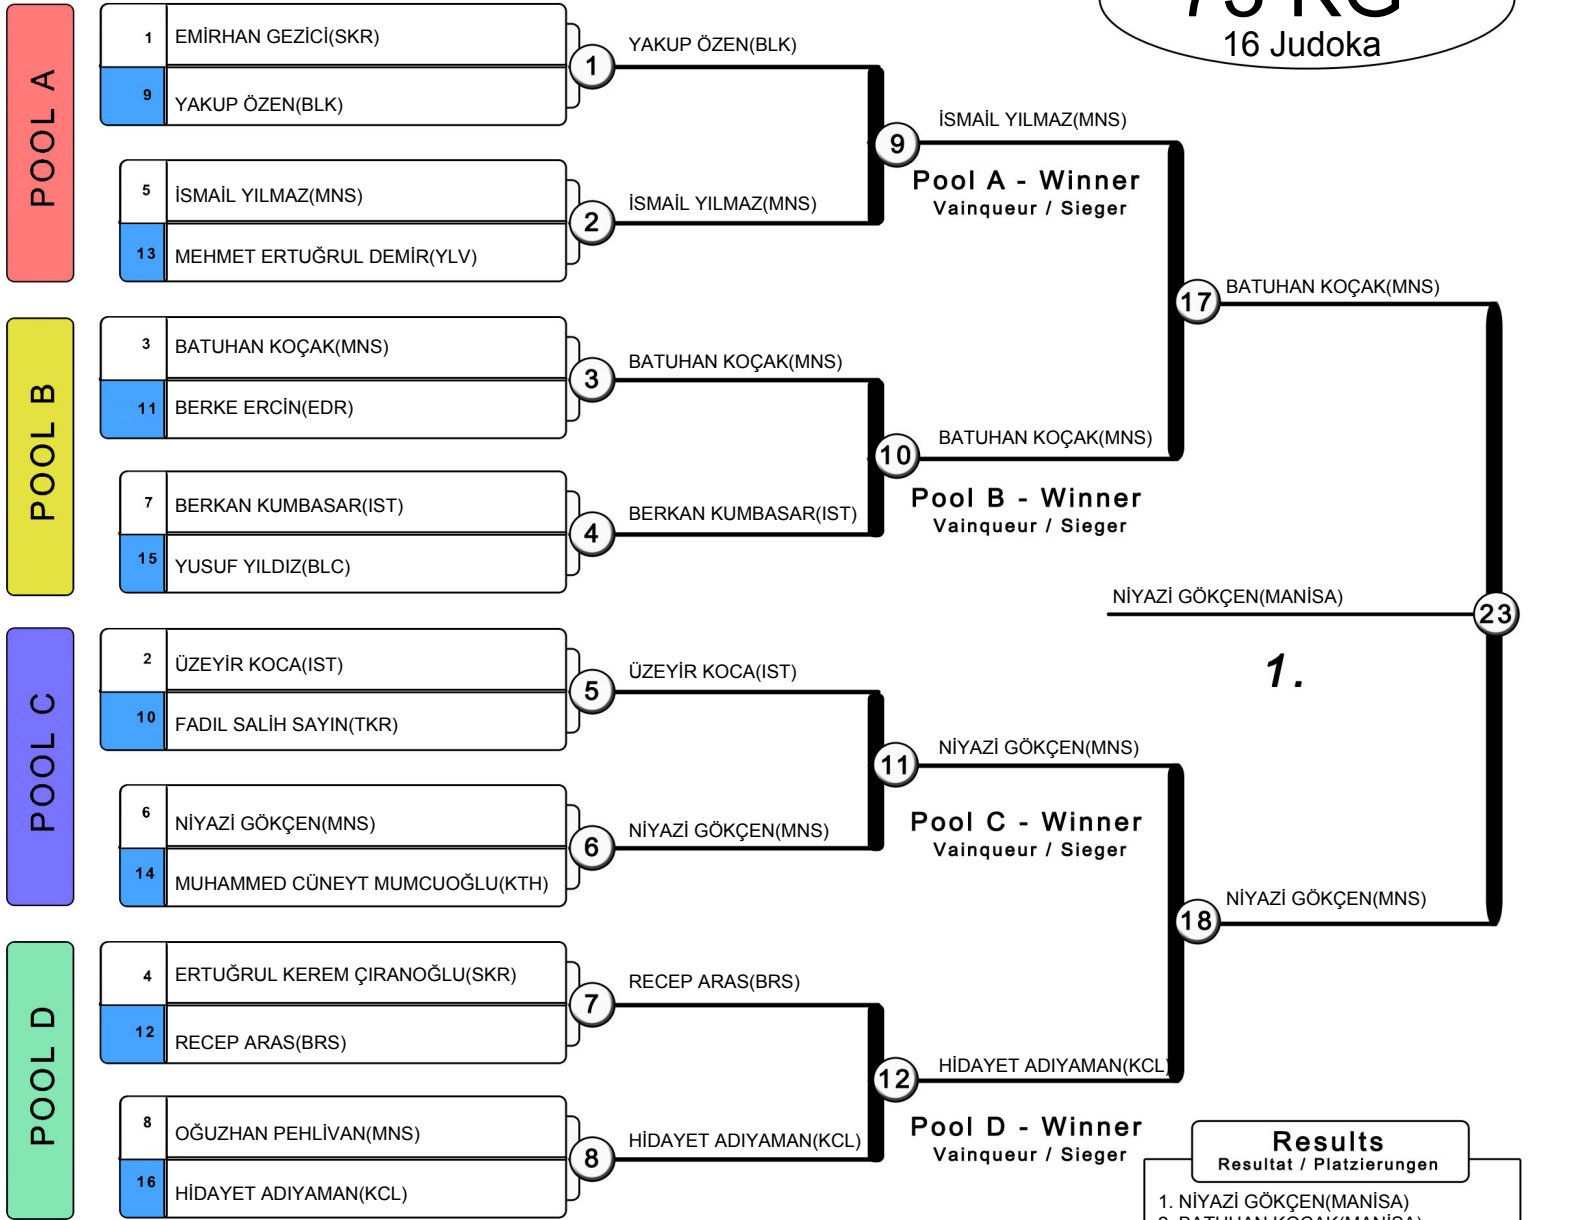 73 KG
16 Judoka
POOL A
1 EMİRHAN GEZİCİ(SKR)
9 YAKUP ÖZEN(BLK)
1
YAKUP ÖZEN(BLK)
5 İSMAİL YILMAZ(MNS)
13 MEHMET ERTUĞRUL DEMİR(YLV)
2
İSMAİL YILMAZ(MNS)
9
İSMAİL YILMAZ(MNS)
Pool A - Winner
Vainqueur / Sieger
POOL B
3 BATUHAN KOÇAK(MNS)
11 BERKE ERCİN(EDR)
3
BATUHAN KOÇAK(MNS)
7 BERKAN KUMBASAR(IST)
15 YUSUF YILDIZ(BLC)
4
BERKAN KUMBASAR(IST)
10
BATUHAN KOÇAK(MNS)
Pool B - Winner
Vainqueur / Sieger
17
BATUHAN KOÇAK(MNS)
POOL C
2 ÜZEYİR KOCA(IST)
10 FADIL SALİH SAYIN(TKR)
5
ÜZEYİR KOCA(IST)
6 NİYAZİ GÖKÇEN(MNS)
14 MUHAMMED CÜNEYT MUMCUOĞLU(KTH)
6
NİYAZİ GÖKÇEN(MNS)
11
NİYAZİ GÖKÇEN(MNS)
Pool C - Winner
Vainqueur / Sieger
POOL D
4 ERTUĞRUL KEREM ÇIRANOĞLU(SKR)
12 RECEP ARAS(BRS)
7
RECEP ARAS(BRS)
8 OĞUZHAN PEHLİVAN(MNS)
16 HİDAYET ADIYAMAN(KCL)
8
HİDAYET ADIYAMAN(KCL)
12
HİDAYET ADIYAMAN(KCL)
Pool D - Winner
Vainqueur / Sieger
18
NİYAZİ GÖKÇEN(MNS)
NİYAZİ GÖKÇEN(MANİSA)
23
1.
Results
Resultat / Platzierungen
1. NİYAZİ GÖKÇEN(MANİSA)
2. BATUHAN KOÇAK(MANİSA)